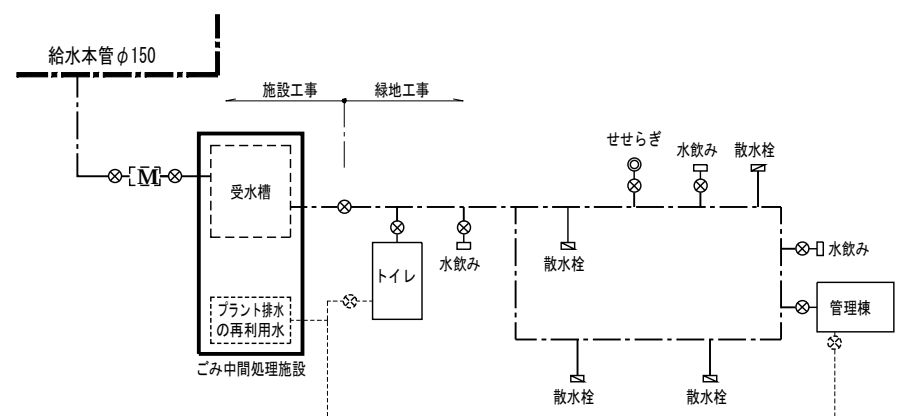 給水本管φ150
施設工事
緑地工事
せせらぎ
水飲み
散水栓
M
受水槽
トイレ
水飲み
散水栓
水飲み
管理棟
プラント排水
の再利用水
ごみ中間処理施設
散水栓
散水栓